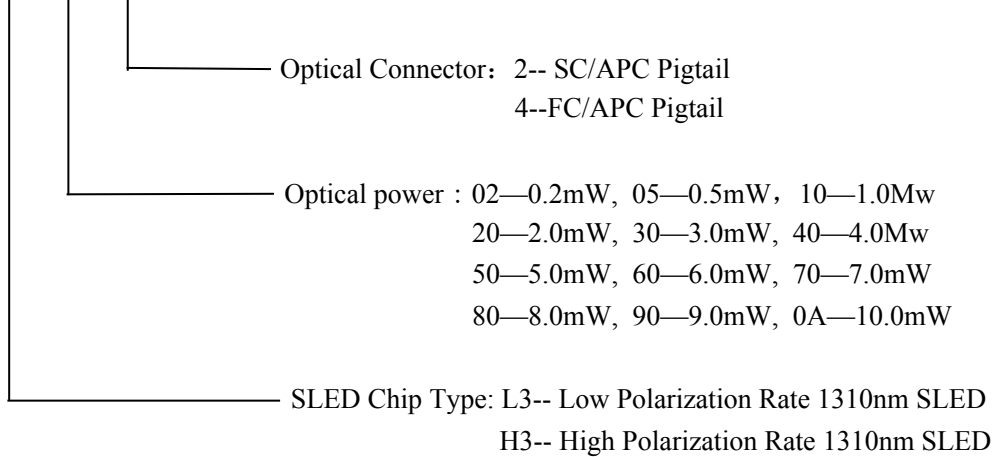 Optical Connector：2-- SC/APC Pigtail
4--FC/APC Pigtail
Optical power : 02—0.2mW, 05—0.5mW，10—1.0Mw
20—2.0mW, 30—3.0mW, 40—4.0Mw
50—5.0mW, 60—6.0mW, 70—7.0mW
80—8.0mW, 90—9.0mW, 0A—10.0mW
SLED Chip Type: L3-- Low Polarization Rate 1310nm SLED
H3-- High Polarization Rate 1310nm SLED